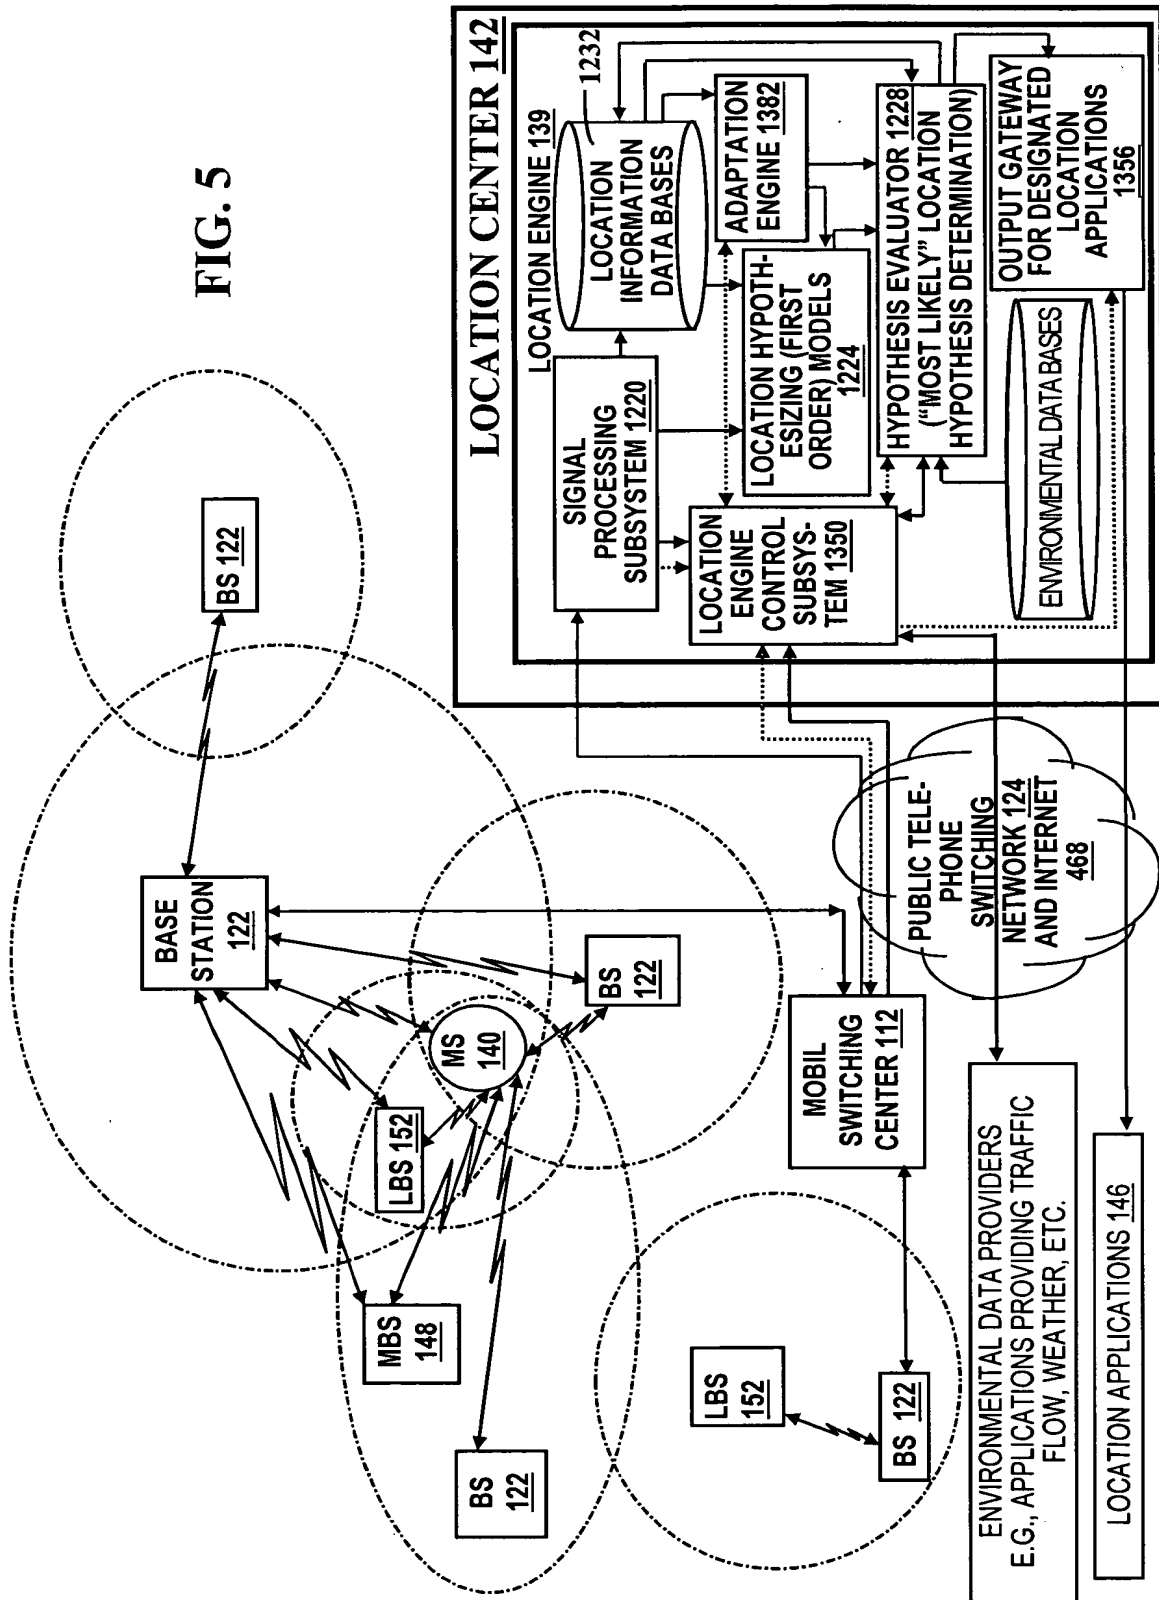 FIG. 5
BS 122
BASE
STATION
122
BS
122
MS
140
LBS 152
MBS
148
BS
122
LBS
152
BS 122
MOBIL
SWITCHING
CENTER 112
PUBLIC TELE-
PHONE
SWITCHING
NETWORK 124
AND INTERNET
468
ENVIRONMENTAL DATA PROVIDERS
E.G., APPLICATIONS PROVIDING TRAFFIC
FLOW, WEATHER, ETC.
LOCATION APPLICATIONS 146
LOCATION CENTER 142
LOCATION ENGINE 139
1232
LOCATION
INFORMATION
DATA BASES
SIGNAL
PROCESSING
SUBSYSTEM 1220
ADAPTATION
ENGINE 1382
LOCATION HYPOTH-
ESIZING (FIRST
ORDER) MODELS
1224
LOCATION
ENGINE
CONTROL
SUBSYS-
TEM 1350
HYPOTHESIS EVALUATOR 1228
("MOST LIKELY" LOCATION
HYPOTHESIS DETERMINATION)
ENVIRONMENTAL DATA BASES
OUTPUT GATEWAY
FOR DESIGNATED
LOCATION
APPLICATIONS
1356